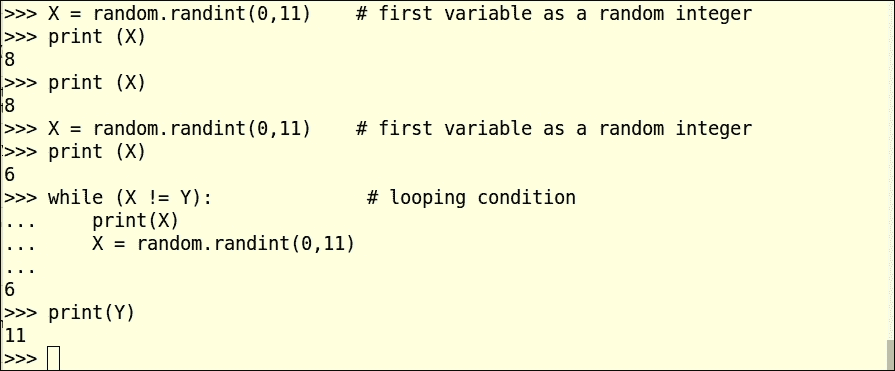 >>> X = random.randint(0,11)    # first variable as a random integer
>>> print (X)
8
>>> print (X)
8
>>> X = random.randint(0,11)    # first variable as a random integer
>>> print (X)
6
>>> while (X != Y):              # looping condition
...     print(X)
...     X = random.randint(0,11)
...
6
>>> print(Y)
11
>>>